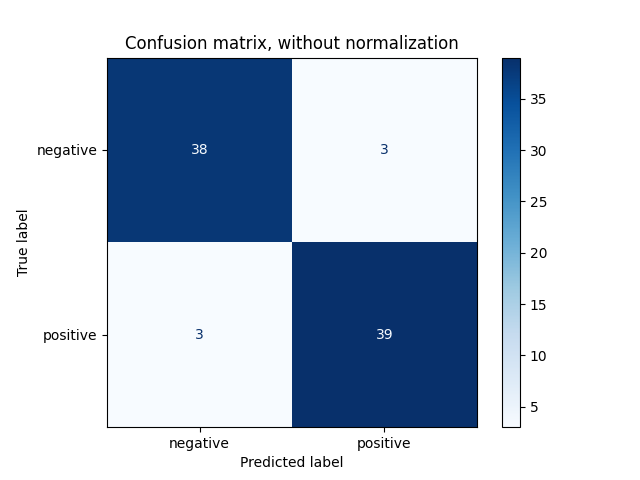 Confusion matrix, without normalization
True label
negative
positive
38
3
3
39
negative
positive
Predicted label
35
30
25
20
15
10
5